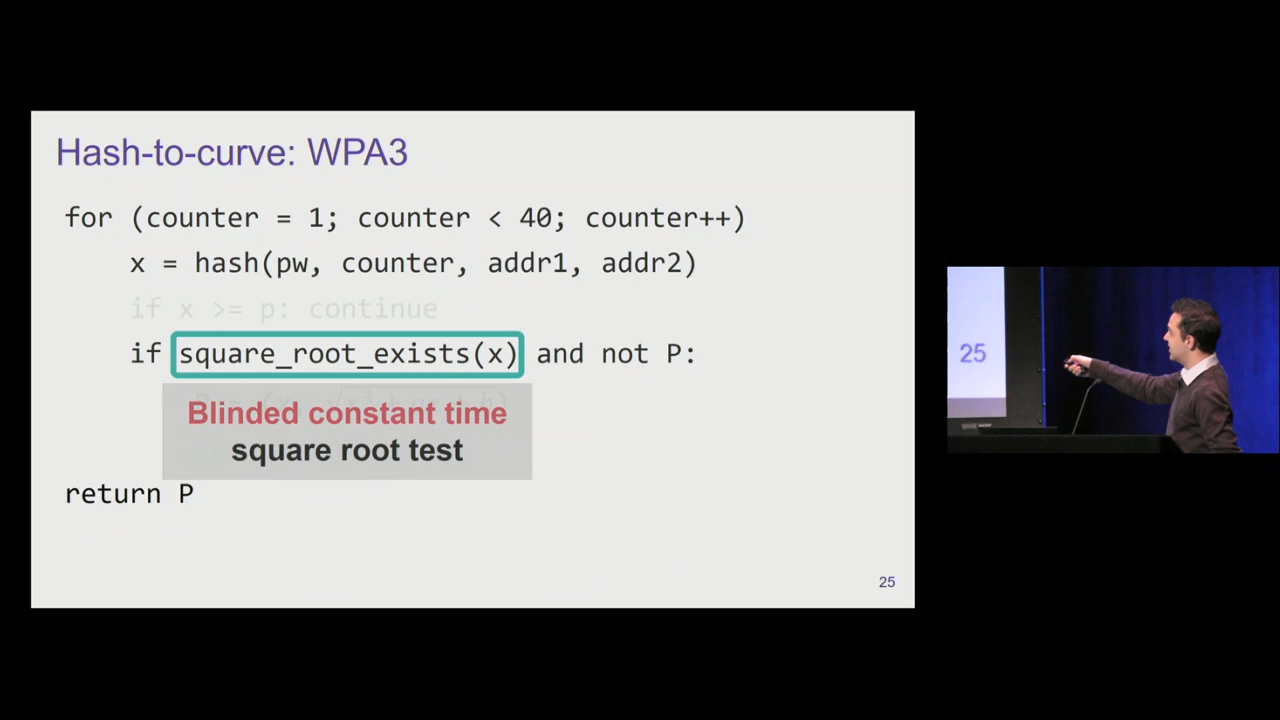 Hash-to-curve: WPA3
for (counter = 1; counter < 40; counter++)
x = hash(pw, counter, addr1, addr2)
if x >= p: continue
if square_root_exists(x) and not P:
Blinded constant time
square root test
return P
25
25